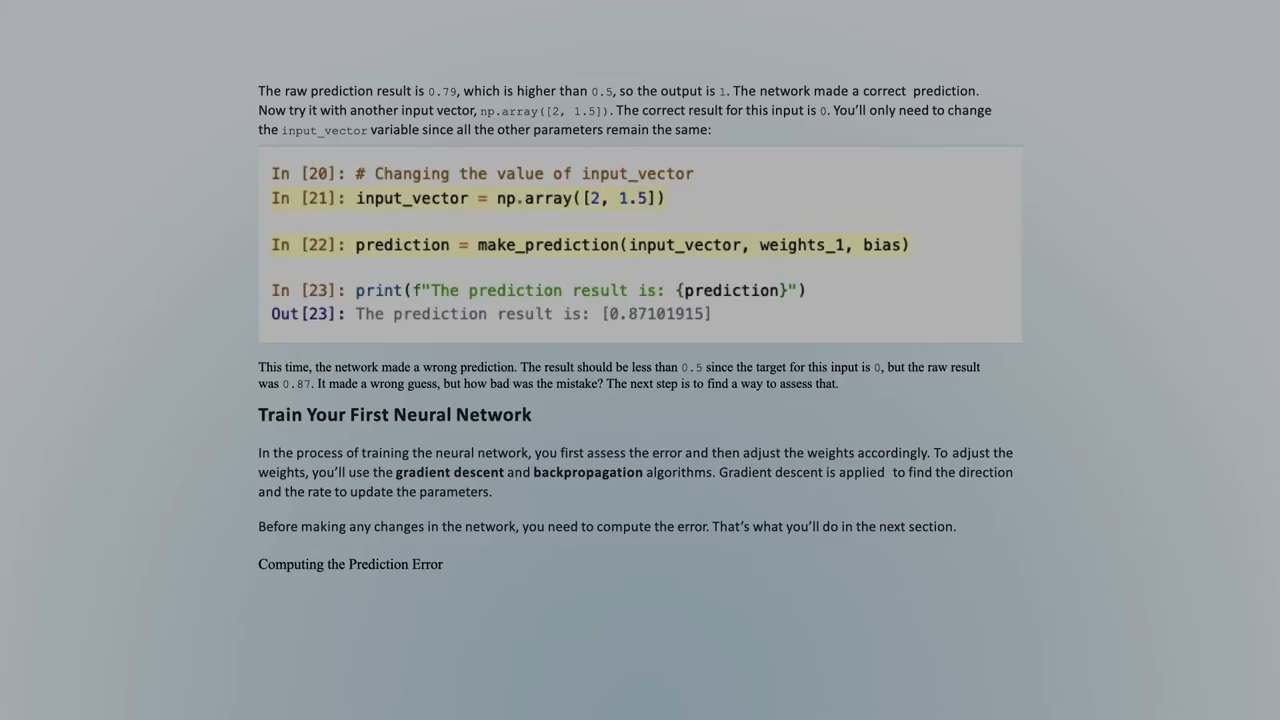 The raw prediction result is 0.79, which is higher than 0.5, so the output is 1. The network made a correct prediction.
Now try it with another input vector, np.array([2, 1.5]). The correct result for this input is 0. You’ll only need to change
the input_vector variable since all the other parameters remain the same:
In [20]: # Changing the value of input_vector
In [21]: input_vector = np.array([2, 1.5])
In [22]: prediction = make_prediction(input_vector, weights_1, bias)
In [23]: print(f"The prediction result is: {prediction}")
Out[23]: The prediction result is: [0.87101915]
This time, the network made a wrong prediction. The result should be less than 0.5 since the target for this input is 0, but the raw result
was 0.87. It made a wrong guess, but how bad was the mistake? The next step is to find a way to assess that.
Train Your First Neural Network
In the process of training the neural network, you first assess the error and then adjust the weights accordingly. To adjust the
weights, you’ll use the gradient descent and backpropagation algorithms. Gradient descent is applied to find the direction
and the rate to update the parameters.
Before making any changes in the network, you need to compute the error. That’s what you’ll do in the next section.
Computing the Prediction Error